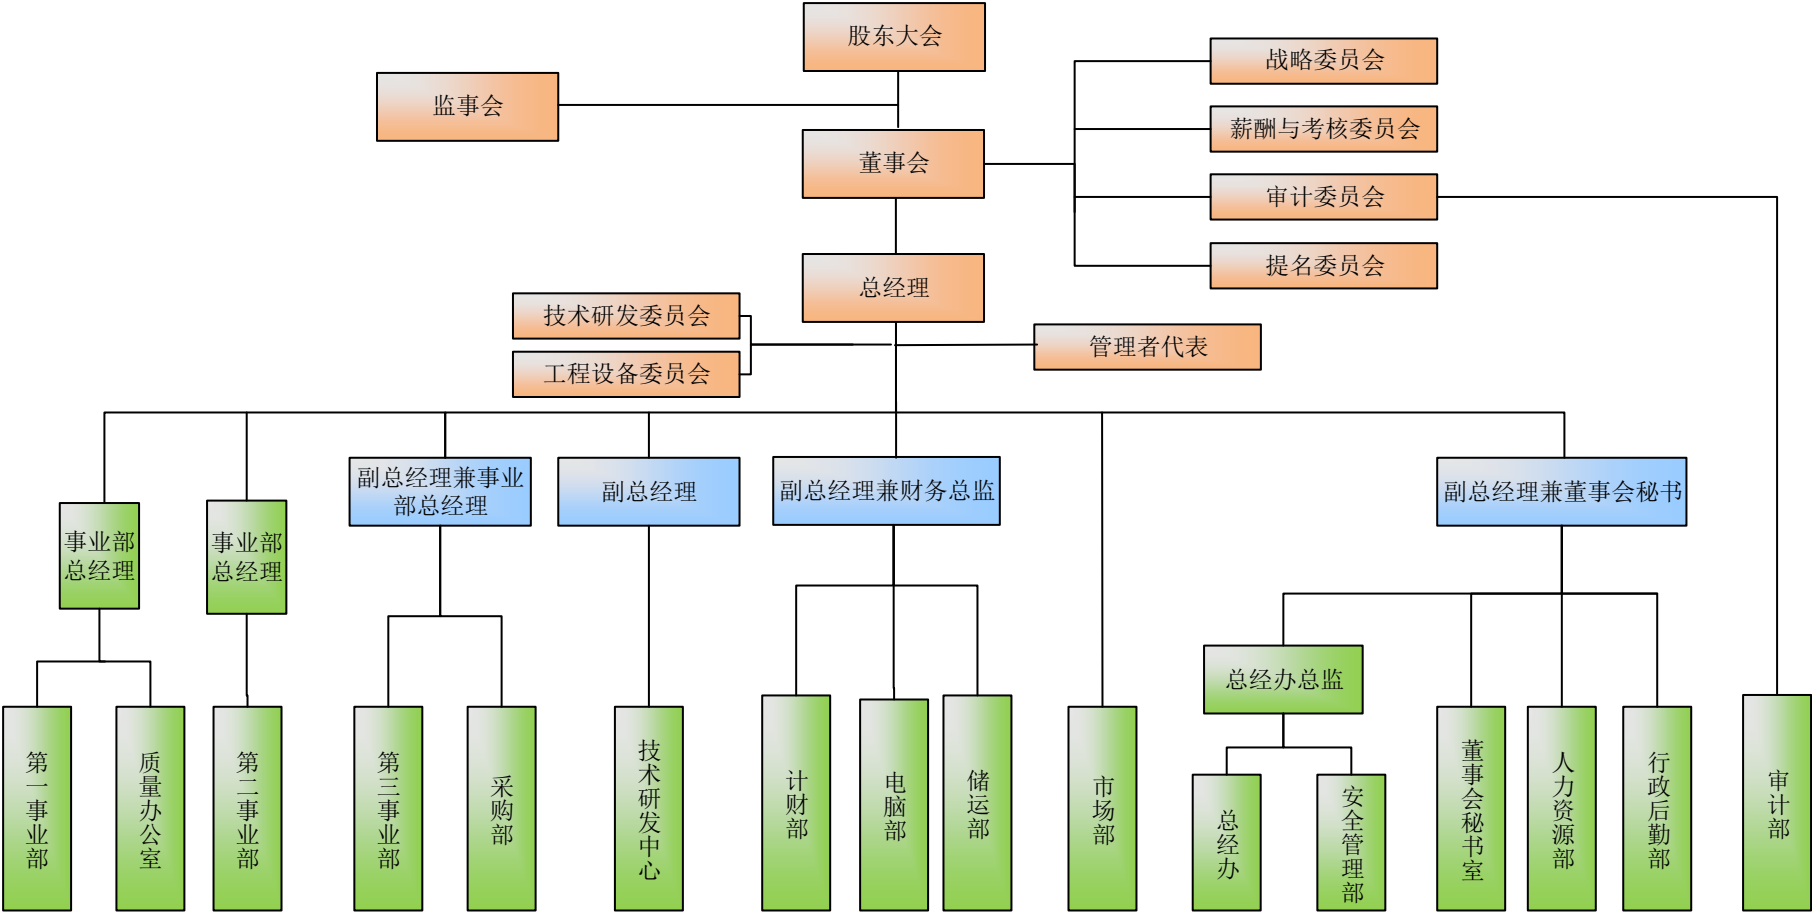 股东大会
战略委员会
监事会
薪酬与考核委员会
董事会
审计委员会
提名委员会
总经理
技术研发委员会
管理者代表
工程设备委员会
副总经理兼事业
部总经理
副总经理
副总经理兼财务总监
副总经理兼董事会秘书
事业部
总经理
事业部
总经理
总经办总监
第一事业部
质量办公室
第二事业部
第三事业部
采购部
技术研发中心
计财部
电脑部
储运部
市场部
总经办
安全管理部
董事会秘书室
人力资源部
行政后勤部
审计部